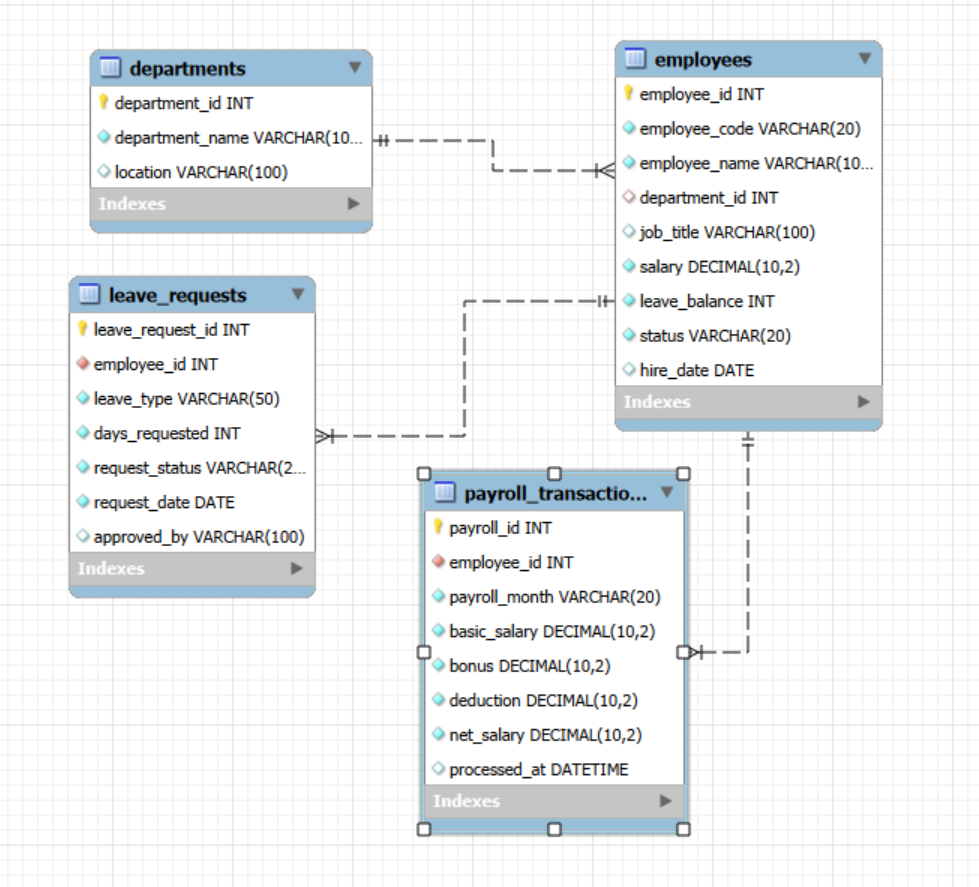 departments
department_id INT
department_name VARCHAR(10...
location VARCHAR(100)
Indexes
employees
employee_id INT
employee_code VARCHAR(20)
employee_name VARCHAR(10...
department_id INT
job_title VARCHAR(100)
salary DECIMAL(10,2)
leave_balance INT
status VARCHAR(20)
hire_date DATE
Indexes
leave_requests
leave_request_id INT
employee_id INT
leave_type VARCHAR(50)
days_requested INT
request_status VARCHAR(2...
request_date DATE
approved_by VARCHAR(100)
Indexes
payroll_transactio...
payroll_id INT
employee_id INT
payroll_month VARCHAR(20)
basic_salary DECIMAL(10,2)
bonus DECIMAL(10,2)
deduction DECIMAL(10,2)
net_salary DECIMAL(10,2)
processed_at DATETIME
Indexes